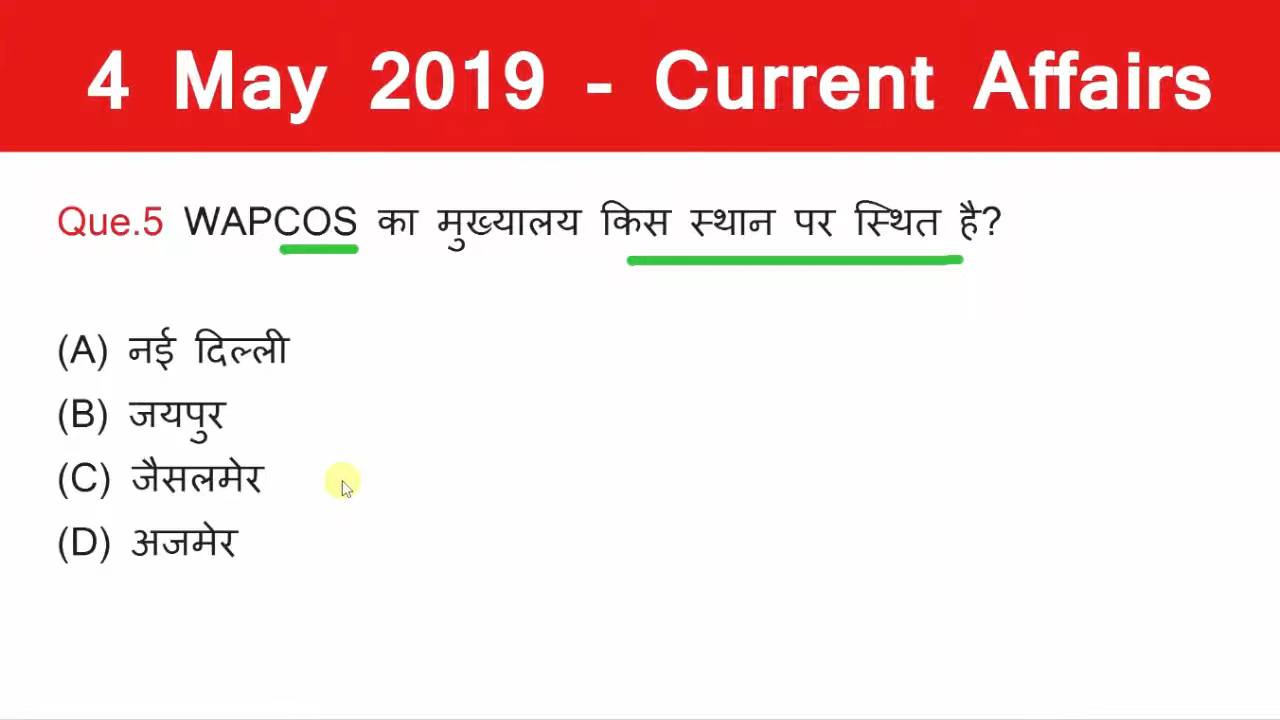 4 May 2019 - Current Affairs
Que.5 WAPCOS का मुख्यालय किस स्थान पर स्थित है?
(A) नई दिल्ली
(B) जयपुर
(C) जैसलमेर
(D) अजमेर